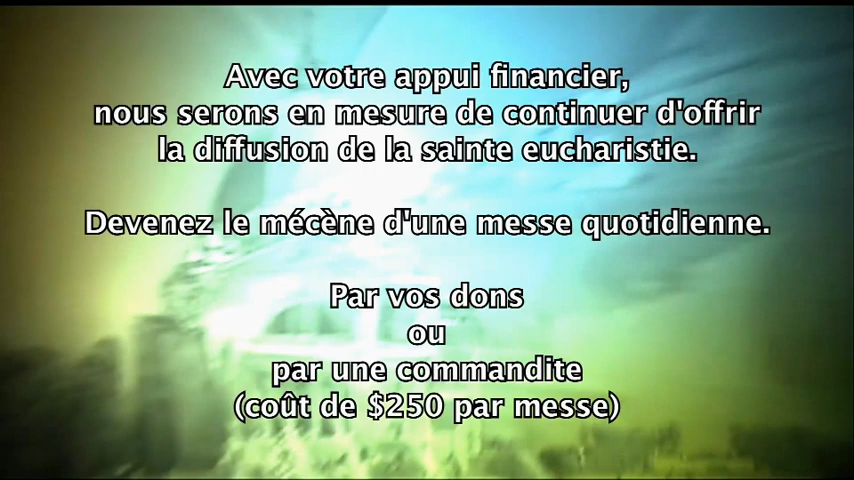 Avec votre appui financier,
nous serons en mesure de continuer d'offrir
la diffusion de la sainte eucharistie.
Devenez le mécène d'une messe quotidienne.
Par vos dons
ou
par une commandite
(coût de $250 par messe)